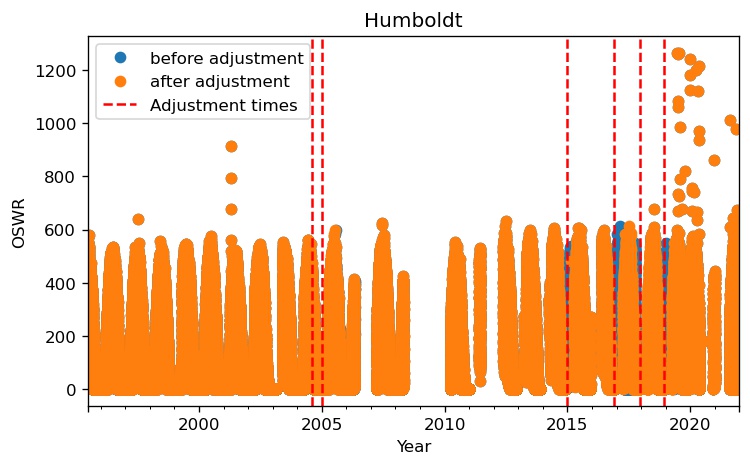 Humboldt
before adjustment
after adjustment
Adjustment times
OSWR
1200
1000
800
600
400
200
0
2000 2005 2010 2015 2020
Year